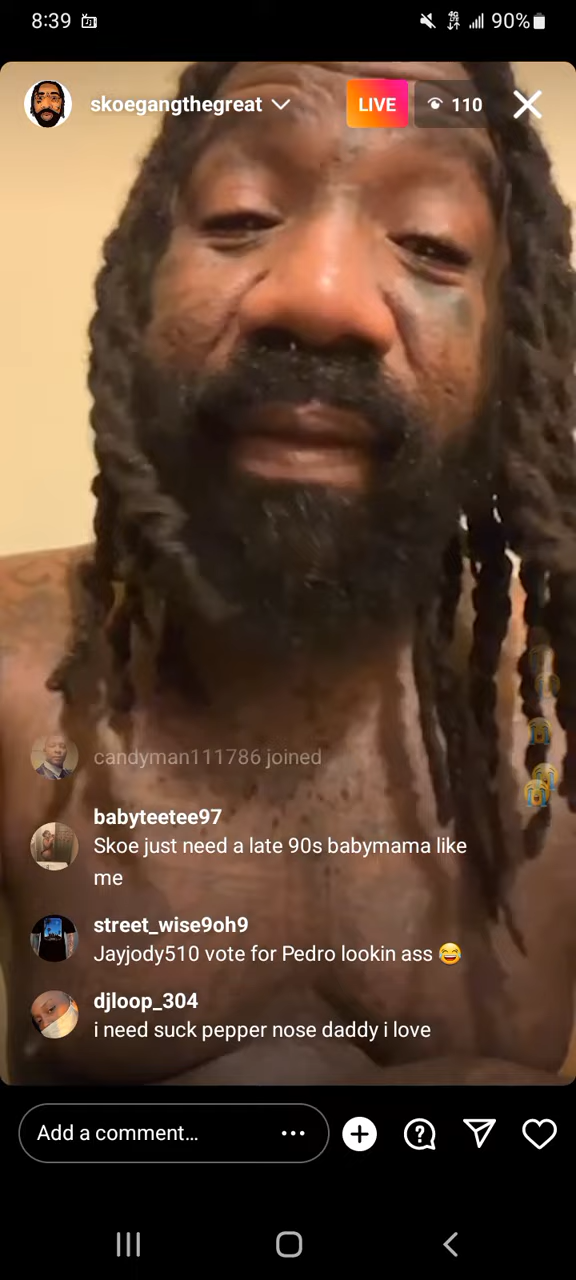 8:39
4G
90%
skoegangthegreat
LIVE
110
candyman111786 joined
babyteetee97
Skoe just need a late 90s babymama like
me
street_wise9oh9
Jayjody510 vote for Pedro lookin ass 😂
djloop_304
i need suck pepper nose daddy i love
Add a comment...